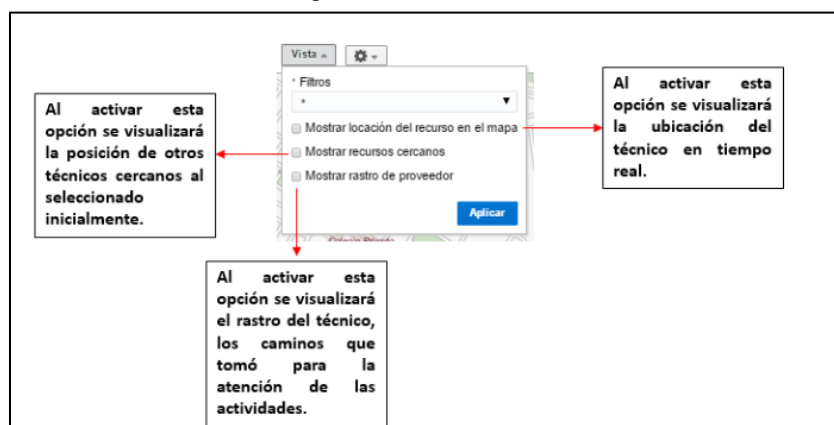 Vista
* Filtros
*
Mostrar locación del recurso en el mapa
Mostrar recursos cercanos
Mostrar rastro de proveedor
Aplicar
Al activar esta
opción se visualizará
la posición de otros
técnicos cercanos al
seleccionado
inicialmente.
Al activar esta
opción se visualizará
la ubicación del
técnico en tiempo
real.
Al activar esta
opción se visualizará
el rastro del técnico,
los caminos que
tomó para la
atención de las
actividades.